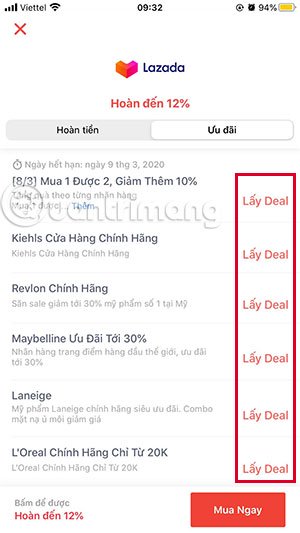 Viettel 09:32 94%
Lazada
Hoàn đến 12%
Hoàn tiền Ưu đãi
Ngày hết hạn: ngày 9 thg 3, 2020
[8/3] Mua 1 Được 2, Giảm Thêm 10%
quà theo từng nhãn hàng
Mua 1 được Thêm
Lấy Deal
quantrimang
Kiehls Cửa Hàng Chính Hãng
Kiehls Cửa Hàng Chính Hãng
Lấy Deal
Revlon Chính Hãng
Săn sale giảm tới 30% mỹ phẩm số 1 tại Mỹ
Lấy Deal
Maybelline Ưu Đãi Tới 30%
Nhãn hàng trang điểm hàng đầu thế giới, ưu đãi
tới 30%
Lấy Deal
Laneige
Mỹ phẩm Laneige chính hãng siêu ưu đãi. Combo
mặt nạ ủ môi giảm giá
Lấy Deal
L'Oreal Chính Hãng Chỉ Từ 20K
L'Oreal Chính Hãng Chỉ Từ 20K
Lấy Deal
Bấm để được
Hoàn đến 12%
Mua Ngay